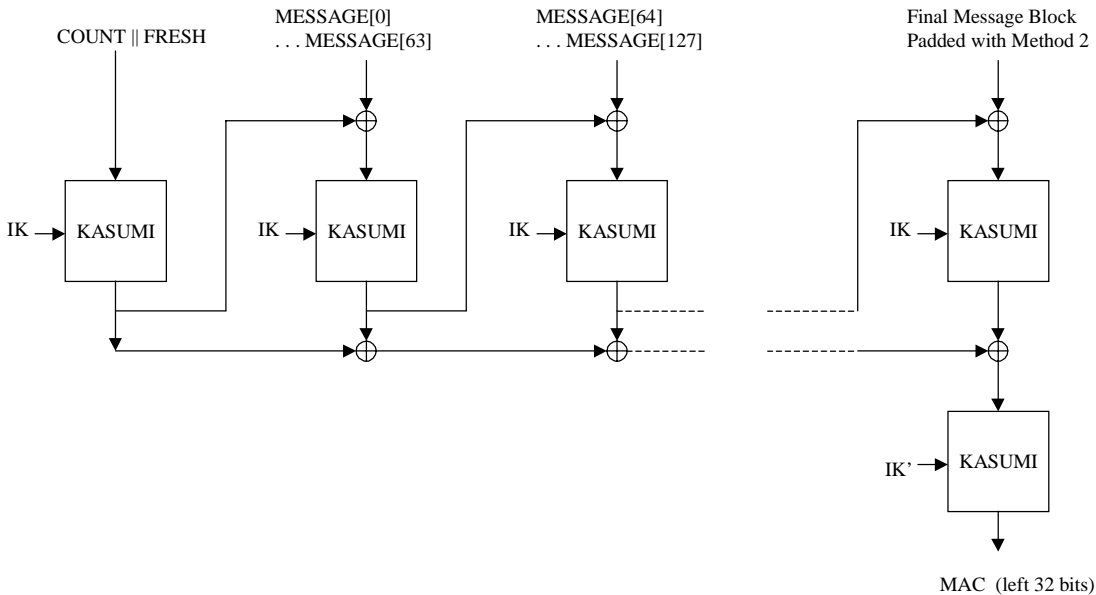 COUNT || FRESH
MESSAGE[0]
. . . MESSAGE[63]
MESSAGE[64]
. . . MESSAGE[127]
Final Message Block
Padded with Method 2
IK
KASUMI
IK
KASUMI
IK
KASUMI
IK
KASUMI
IK’
KASUMI
MAC (left 32 bits)